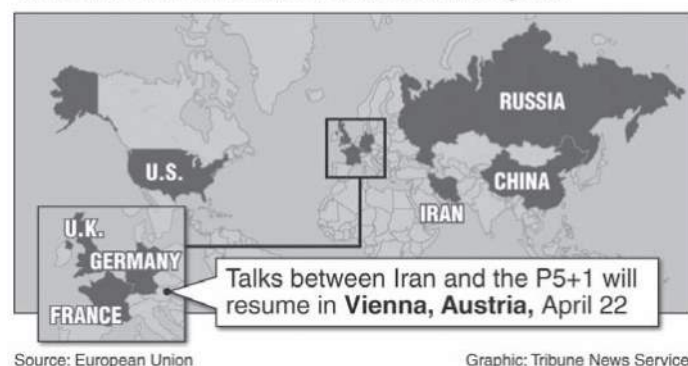 RUSSIA
U.S.
CHINA
IRAN
U.K.
GERMANY
FRANCE
Talks between Iran and the P5+1 will
resume in Vienna, Austria, April 22
Source: European Union
Graphic: Tribune News Service